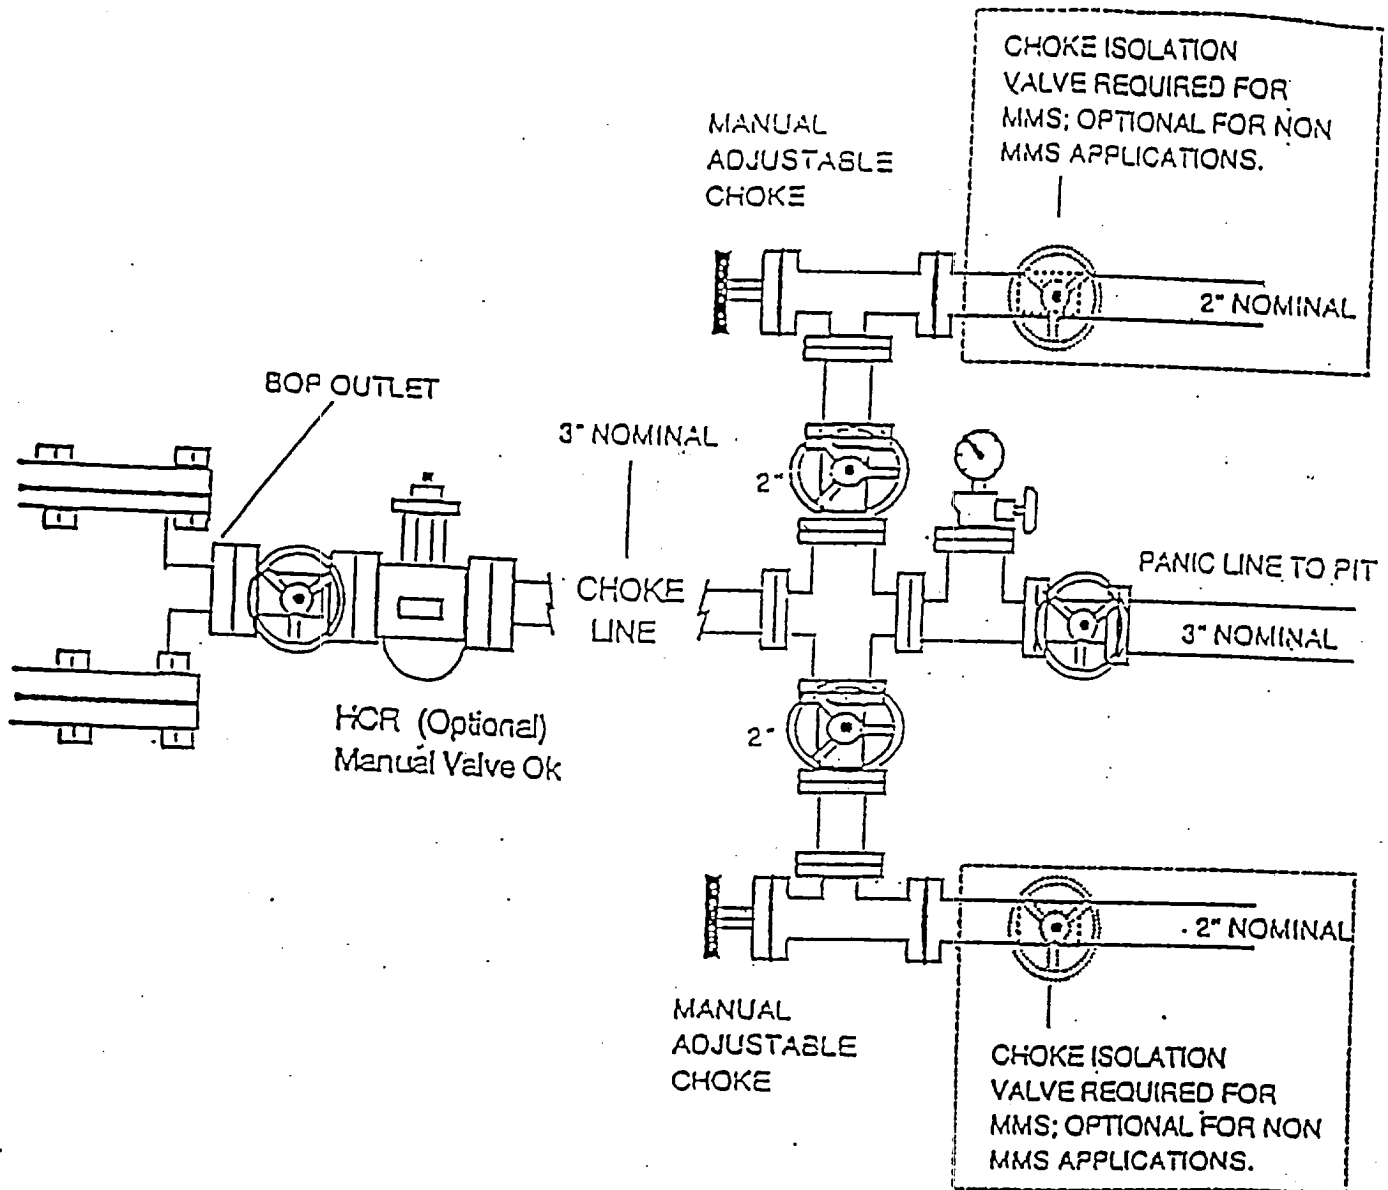 CHOKE ISOLATION
VALVE REQUIRED FOR
MMS; OPTIONAL FOR NON
MMS APPLICATIONS.
MANUAL
ADJUSTABLE
CHOKE
2" NOMINAL
BOP OUTLET
3" NOMINAL
2"
PANIC LINE TO PIT
CHOKE
LINE
3" NOMINAL
HCR (Optional)
Manual Valve Ok
2"
2" NOMINAL
MANUAL
ADJUSTABLE
CHOKE
CHOKE ISOLATION
VALVE REQUIRED FOR
MMS; OPTIONAL FOR NON
MMS APPLICATIONS.